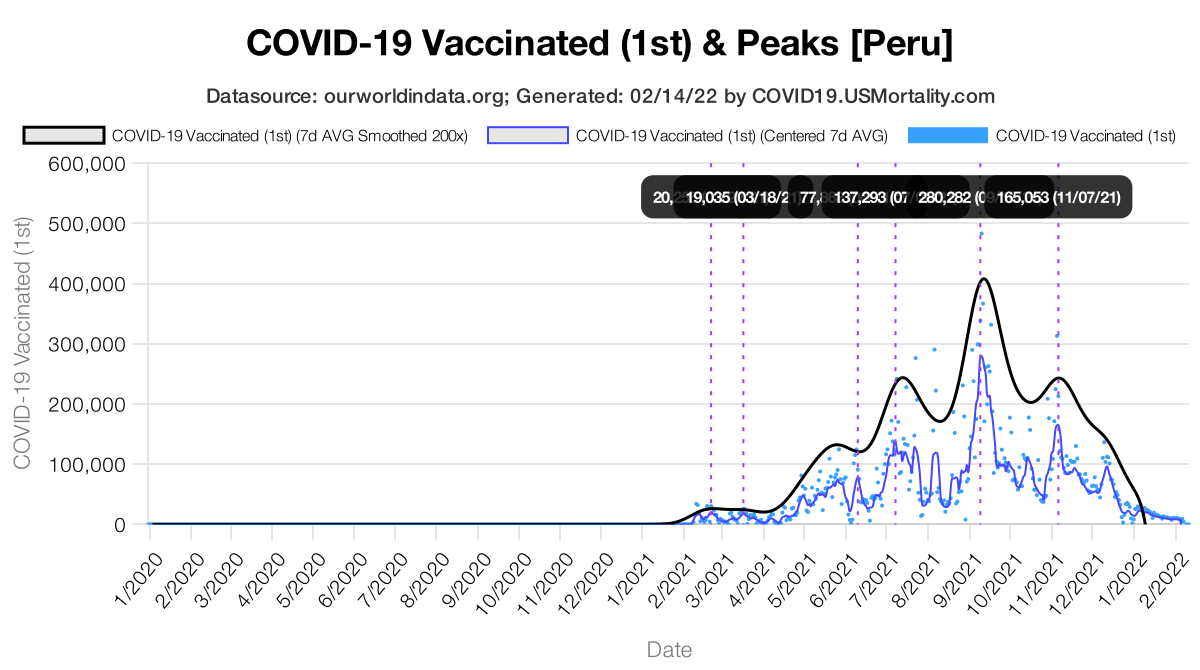 COVID-19 Vaccinated (1st) & Peaks [Peru]
Datasource: ourworldindata.org; Generated: 02/14/22 by COVID19.USMortality.com
COVID-19 Vaccinated (1st) (7d AVG Smoothed 200x) COVID-19 Vaccinated (1st) (Centered 7d AVG) COVID-19 Vaccinated (1st)
600,000
19,035 (03/18/21) 137,293 (07/ 280,282 165,053 (11/07/21)
500,000
400,000
300,000
200,000
100,000
0
COVID-19 Vaccinated (1st)
1/2020 2/2020 3/2020 4/2020 5/2020 6/2020 7/2020 8/2020 9/2020 10/2020 11/2020 12/2020 1/2021 2/2021 3/2021 4/2021 5/2021 6/2021 7/2021 8/2021 9/2021 10/2021 11/2021 12/2021 1/2022 2/2022
Date